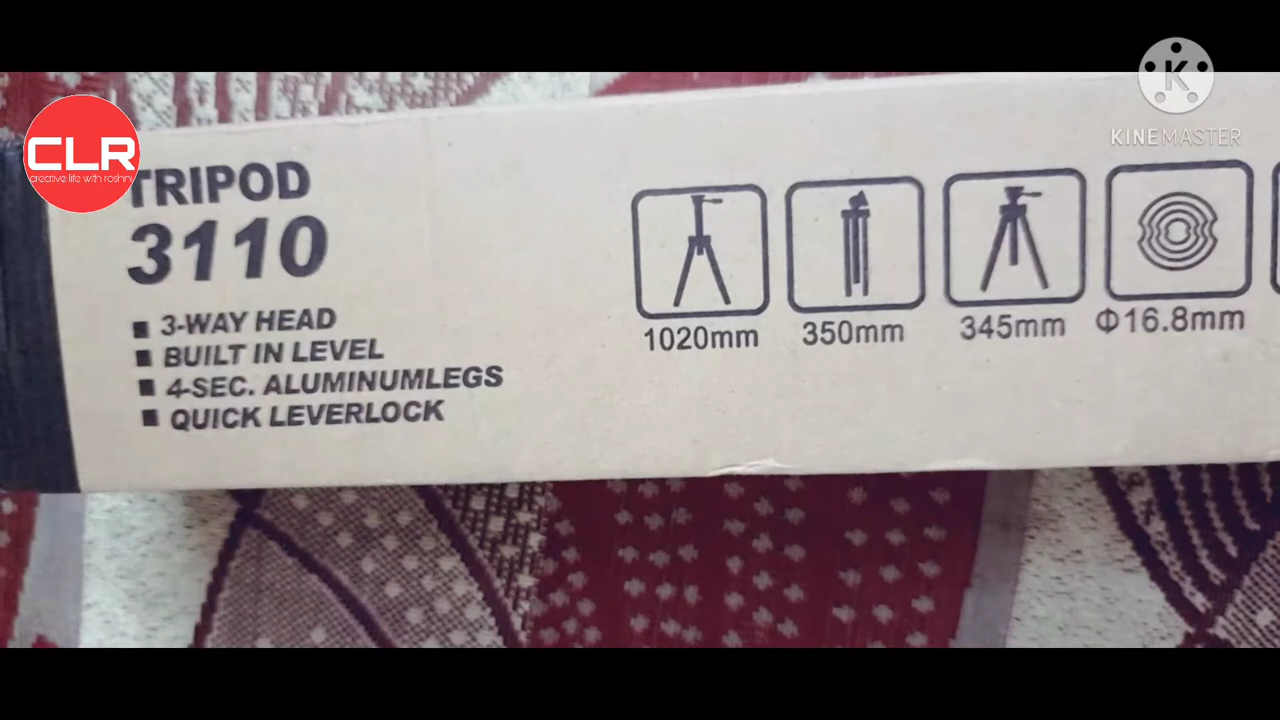 CLR
creative life with roshni
KINEMASTER
TRIPOD
3110
3-WAY HEAD
BUILT IN LEVEL
4-SEC. ALUMINUMLEGS
QUICK LEVERLOCK
1020mm
350mm
345mm
Φ16.8mm